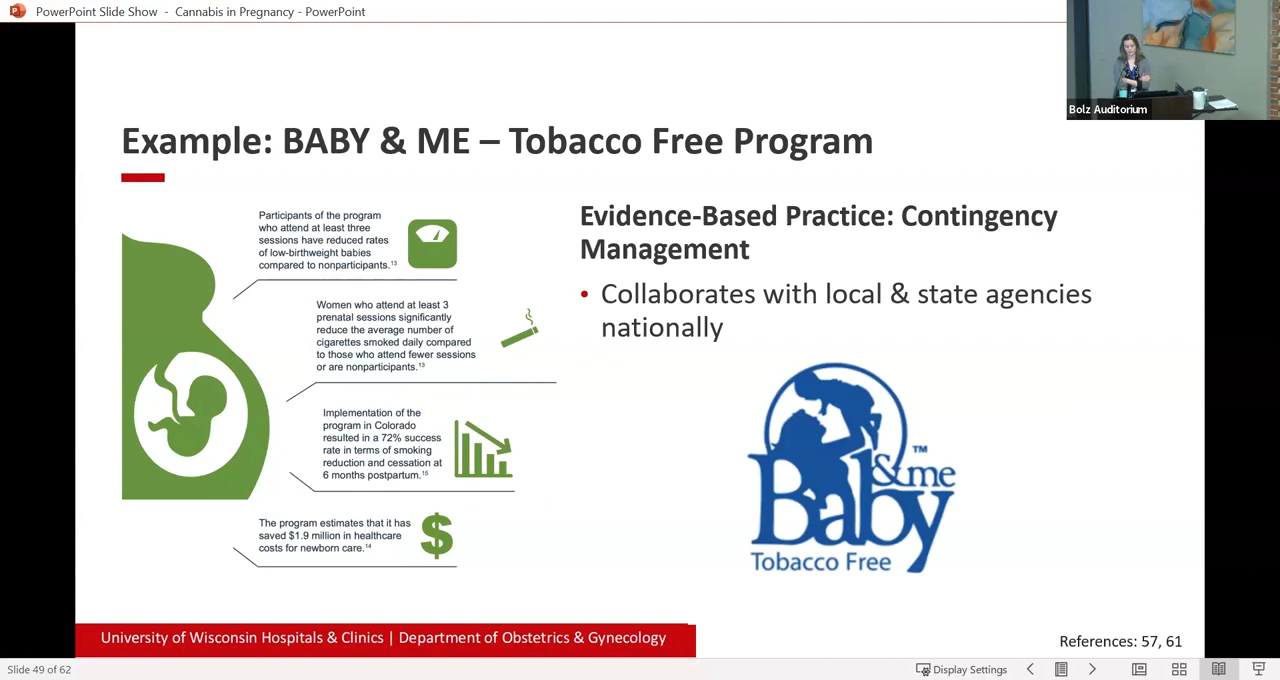 PowerPoint Slide Show - Cannabis in Pregnancy - PowerPoint
Bolz Auditorium
Example: BABY & ME – Tobacco Free Program
Participants of the program
who attend at least three
sessions have reduced rates
of low-birthweight babies
compared to nonparticipants.13
Women who attend at least 3
prenatal sessions significantly
reduce the average number of
cigarettes smoked daily compared
to those who attend fewer sessions
or are nonparticipants.13
Implementation of the
program in Colorado
resulted in a 72% success
rate in terms of smoking
reduction and cessation at
6 months postpartum.15
The program estimates that it has
saved $1.9 million in healthcare
costs for newborn care.14
$
Evidence-Based Practice: Contingency
Management
• Collaborates with local & state agencies
nationally
Baby &me™
Tobacco Free
University of Wisconsin Hospitals & Clinics | Department of Obstetrics & Gynecology
References: 57, 61
Slide 49 of 62
Display Settings